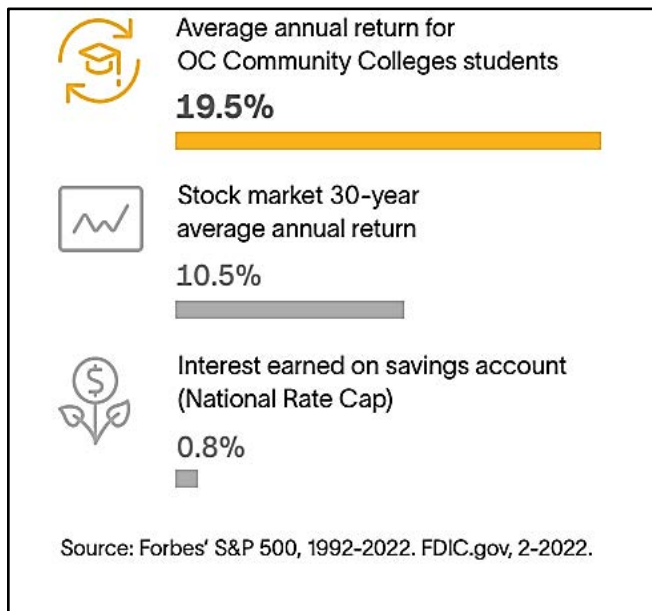 Average annual return for
OC Community Colleges students
19.5%
Stock market 30-year
average annual return
10.5%
$
Interest earned on savings account
(National Rate Cap)
0.8%
Source: Forbes' S&P 500, 1992-2022. FDIC.gov, 2-2022.